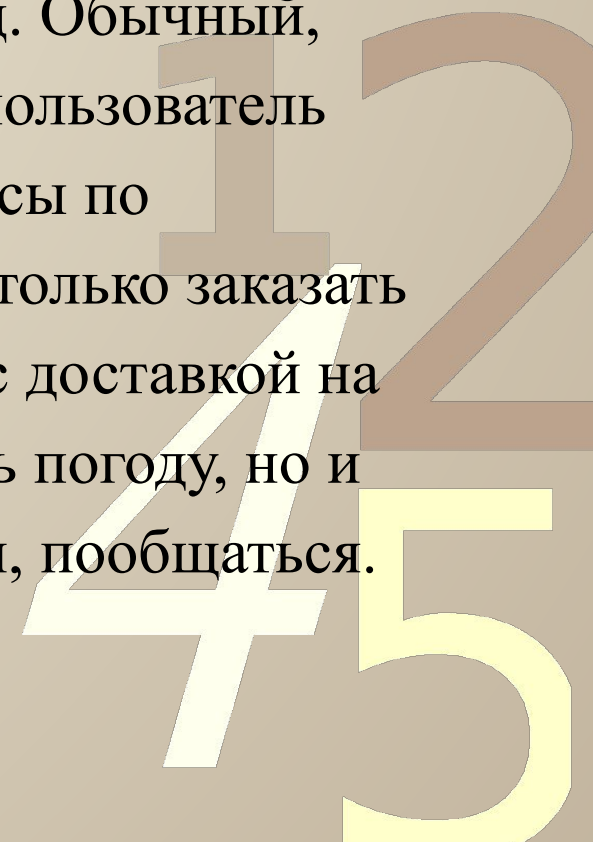 . Обычный,
пользователь
сы по
только заказать
с доставкой на
ь погоду, но и
, пообщаться.
1 2
4 5